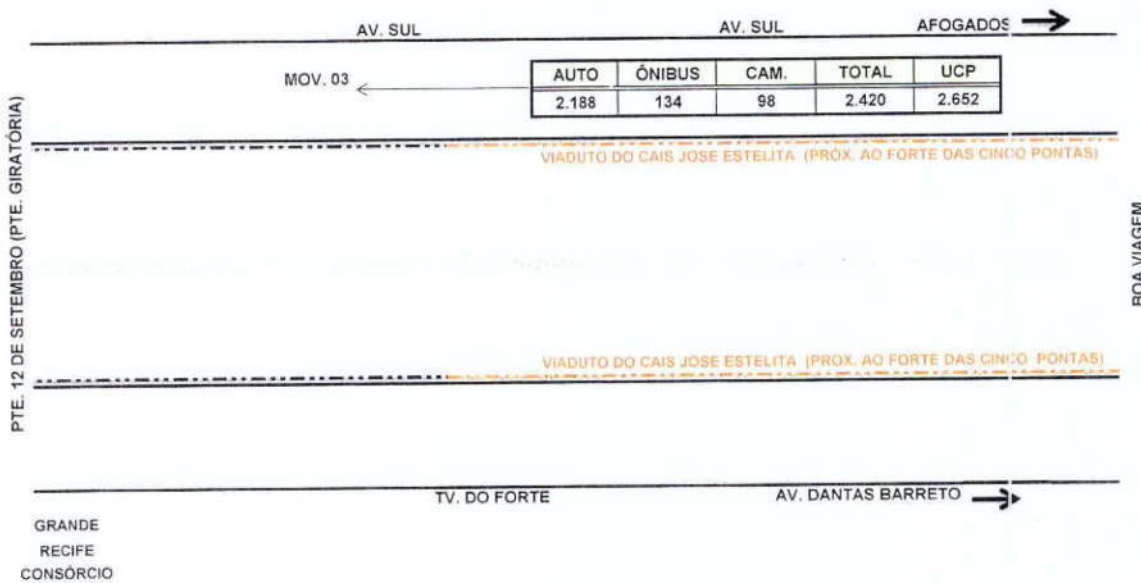 AV. SUL AV. SUL AFOGADOS
MOV. 03
AUTO ÔNIBUS CAM. TOTAL UCP
2.188 134 98 2.420 2.652
VIADUTO DO CAIS JOSE ESTELITA (PRÓX. AO FORTE DAS CINCO PONTAS)
PTE. 12 DE SETEMBRO (PTE. GIRATÓRIA)
BOA VIAGEM
VIADUTO DO CAIS JOSE ESTELITA (PRÓX. AO FORTE DAS CINCO PONTAS)
TV. DO FORTE AV. DANTAS BARRETO
GRANDE
RECIFE
CONSÓRCIO